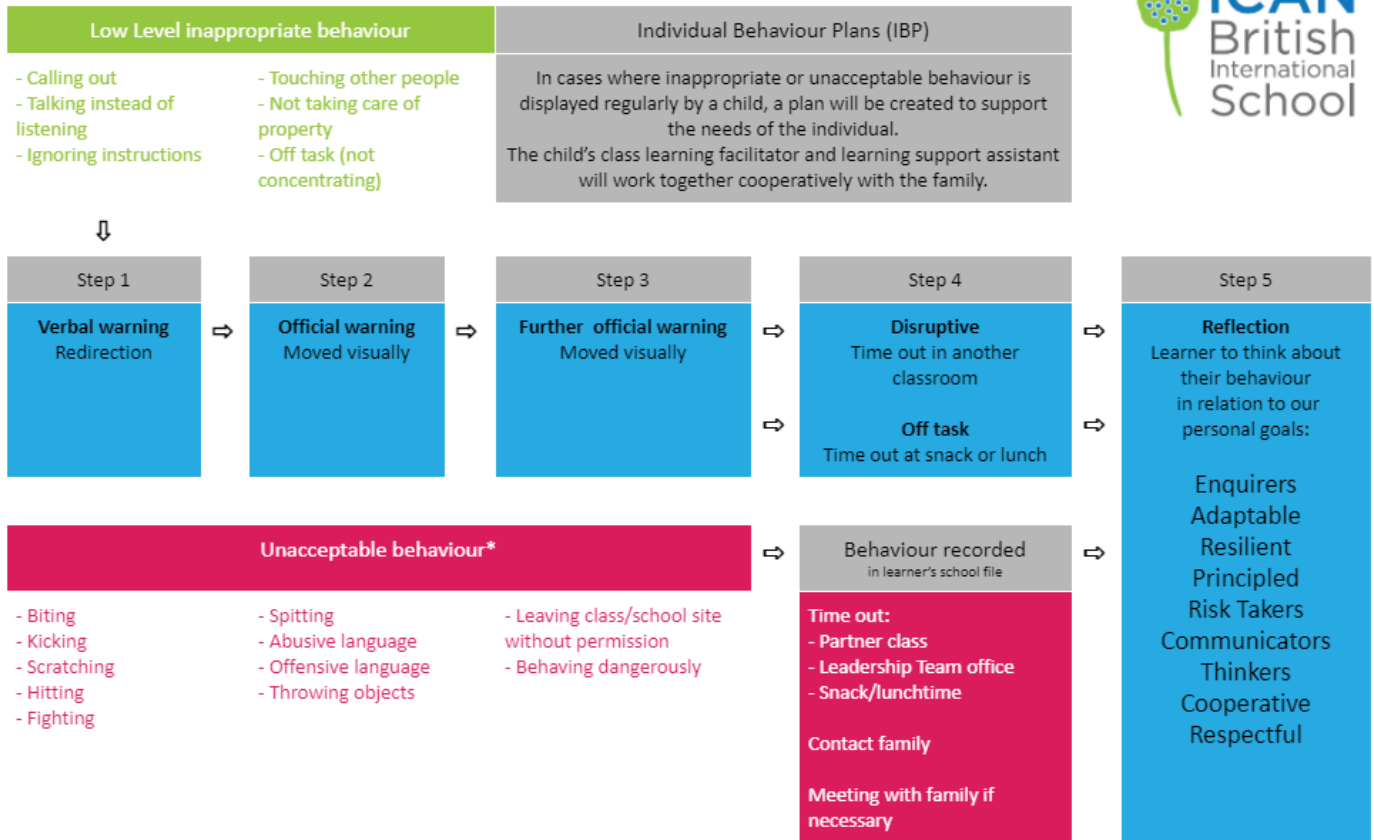 Low Level inappropriate behaviour
- Calling out
- Talking instead of
listening
- Ignoring instructions
- Touching other people
- Not taking care of
property
- Off task (not
concentrating)
Individual Behaviour Plans (IBP)
In cases where inappropriate or unacceptable behaviour is
displayed regularly by a child, a plan will be created to support
the needs of the individual.
The child's class learning facilitator and learning support assistant
will work together cooperatively with the family.
ICAN
British
International
School
Step 1
Verbal warning
Redirection
⇨
Step 2
Official warning
Moved visually
⇨
Step 3
Further official warning
Moved visually
⇨
⇨
Step 4
Disruptive
Time out in another
classroom
Off task
Time out at snack or lunch
⇨
⇨
Step 5
Reflection
Learner to think about
their behaviour
in relation to our
personal goals:
Enquirers
Adaptable
Resilient
Principled
Risk Takers
Communicators
Thinkers
Cooperative
Respectful
Unacceptable behaviour*
- Biting
- Kicking
- Scratching
- Hitting
- Fighting
- Spitting
- Abusive language
- Offensive language
- Throwing objects
- Leaving class/school site
without permission
- Behaving dangerously
⇨
Behaviour recorded
in learner's school file
⇨
Time out:
- Partner class
- Leadership Team office
- Snack/lunchtime
Contact family
Meeting with family if
necessary